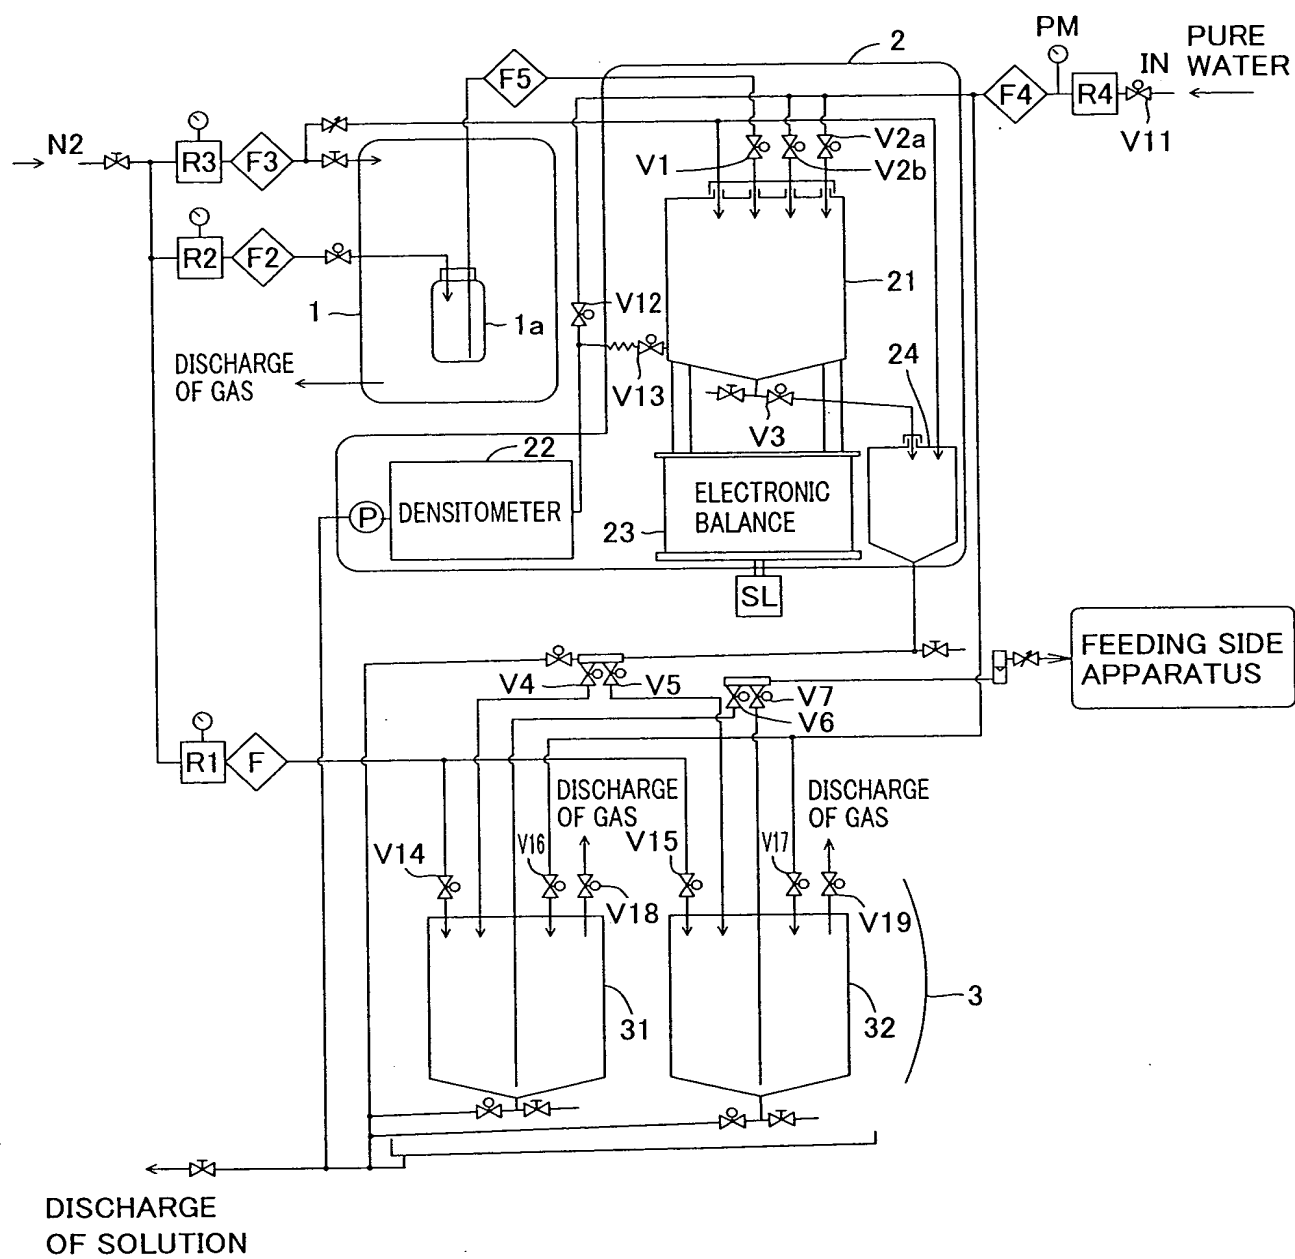 2
PM
PURE
IN WATER
F5
F4
R4
V11
N2
R3
F3
V1
V2a
V2b
R2
F2
21
V12
1
1a
24
DISCHARGE
OF GAS
V13
V3
22
P
DENSITOMETER
ELECTRONIC
BALANCE
23
SL
FEEDING SIDE
APPARATUS
V4
V5
V7
V6
R1
F
DISCHARGE
OF GAS
DISCHARGE
OF GAS
V14
V16
V15
V17
V18
V19
31
32
3
DISCHARGE
OF SOLUTION